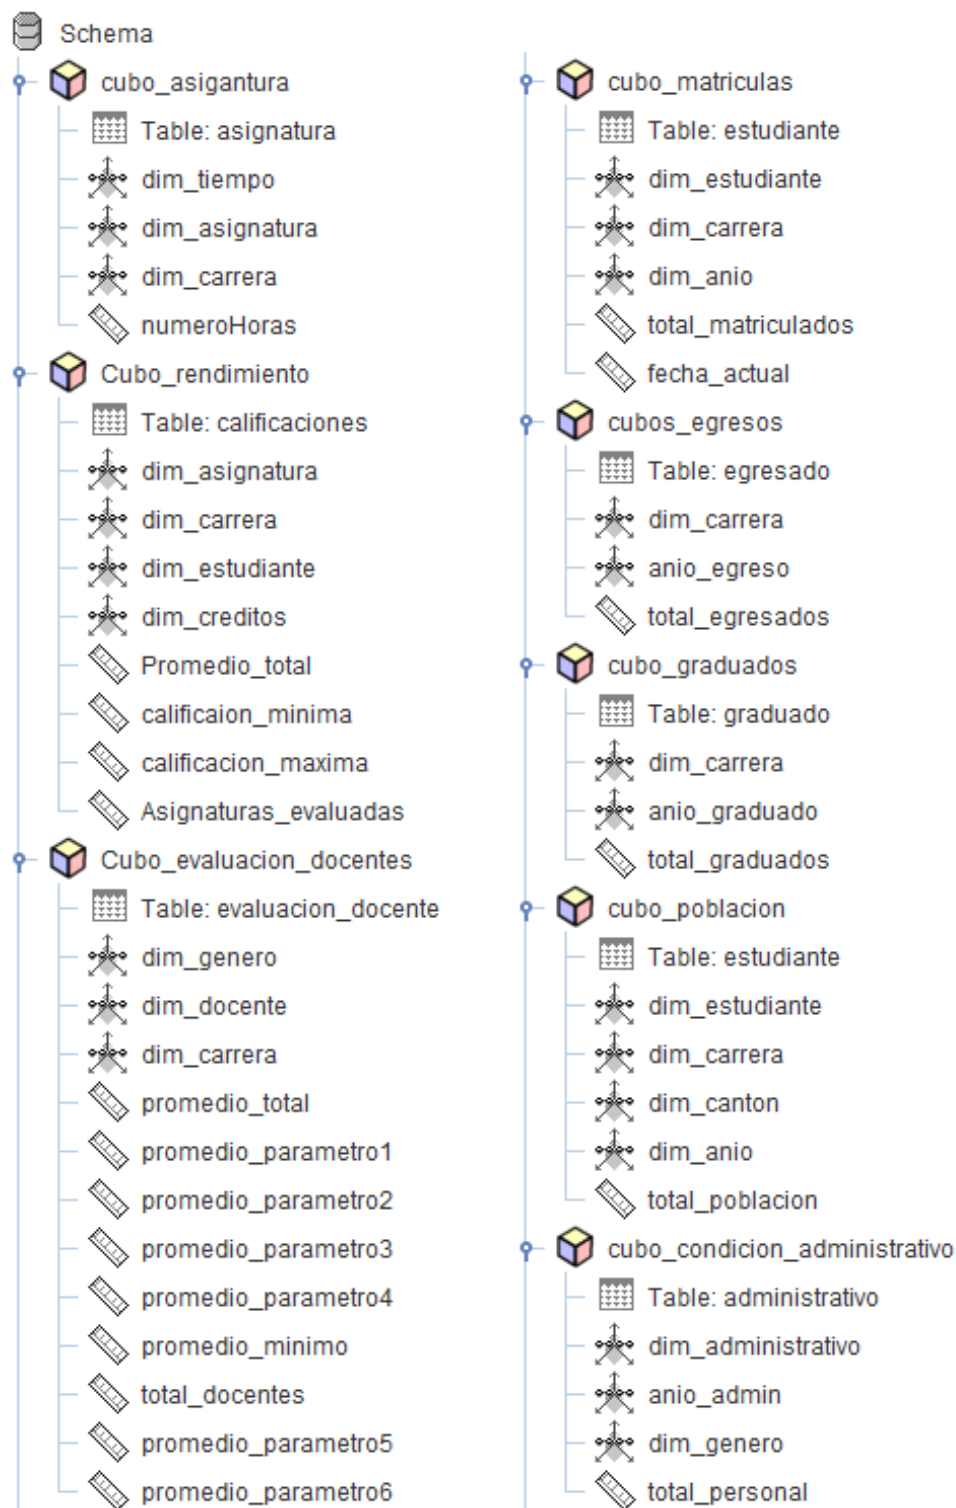 Schema
cubo_asigantura
Table: asignatura
dim_tiempo
dim_asignatura
dim_carrera
numeroHoras
Cubo_rendimiento
Table: calificaciones
dim_asignatura
dim_carrera
dim_estudiante
dim_creditos
Promedio_total
calificaion_minima
calificacion_maxima
Asignaturas_evaluadas
Cubo_evaluacion_docentes
Table: evaluacion_docente
dim_genero
dim_docente
dim_carrera
promedio_total
promedio_parametro1
promedio_parametro2
promedio_parametro3
promedio_parametro4
promedio_minimo
total_docentes
promedio_parametro5
promedio_parametro6
cubo_matriculas
Table: estudiante
dim_estudiante
dim_carrera
dim_anio
total_matriculados
fecha_actual
cubos_egresos
Table: egresado
dim_carrera
anio_egreso
total_egresados
cubo_graduados
Table: graduado
dim_carrera
anio_graduado
total_graduados
cubo_poblacion
Table: estudiante
dim_estudiante
dim_carrera
dim_canton
dim_anio
total_poblacion
cubo_condicion_administrativo
Table: administrativo
dim_administrativo
anio_admin
dim_genero
total_personal